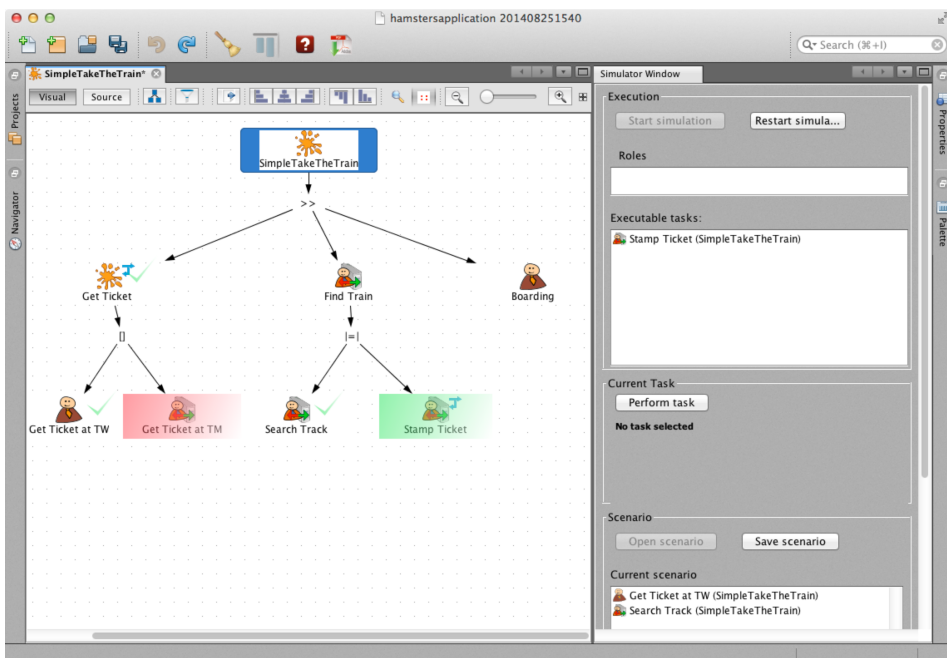 hamstersapplication 201408251540
Search (⌘+I)
SimpleTakeTheTrain*
Simulator Window
Projects
Navigator
Visual
Source
SimpleTakeTheTrain
>>
Get Ticket
Find Train
Boarding
[]
|=|
Get Ticket at TW
Get Ticket at TM
Search Track
Stamp Ticket
Execution
Start simulation
Restart simula...
Roles
Executable tasks:
Stamp Ticket (SimpleTakeTheTrain)
Current Task
Perform task
No task selected
Scenario
Open scenario
Save scenario
Current scenario
Get Ticket at TW (SimpleTakeTheTrain)
Search Track (SimpleTakeTheTrain)
Properties
Palette